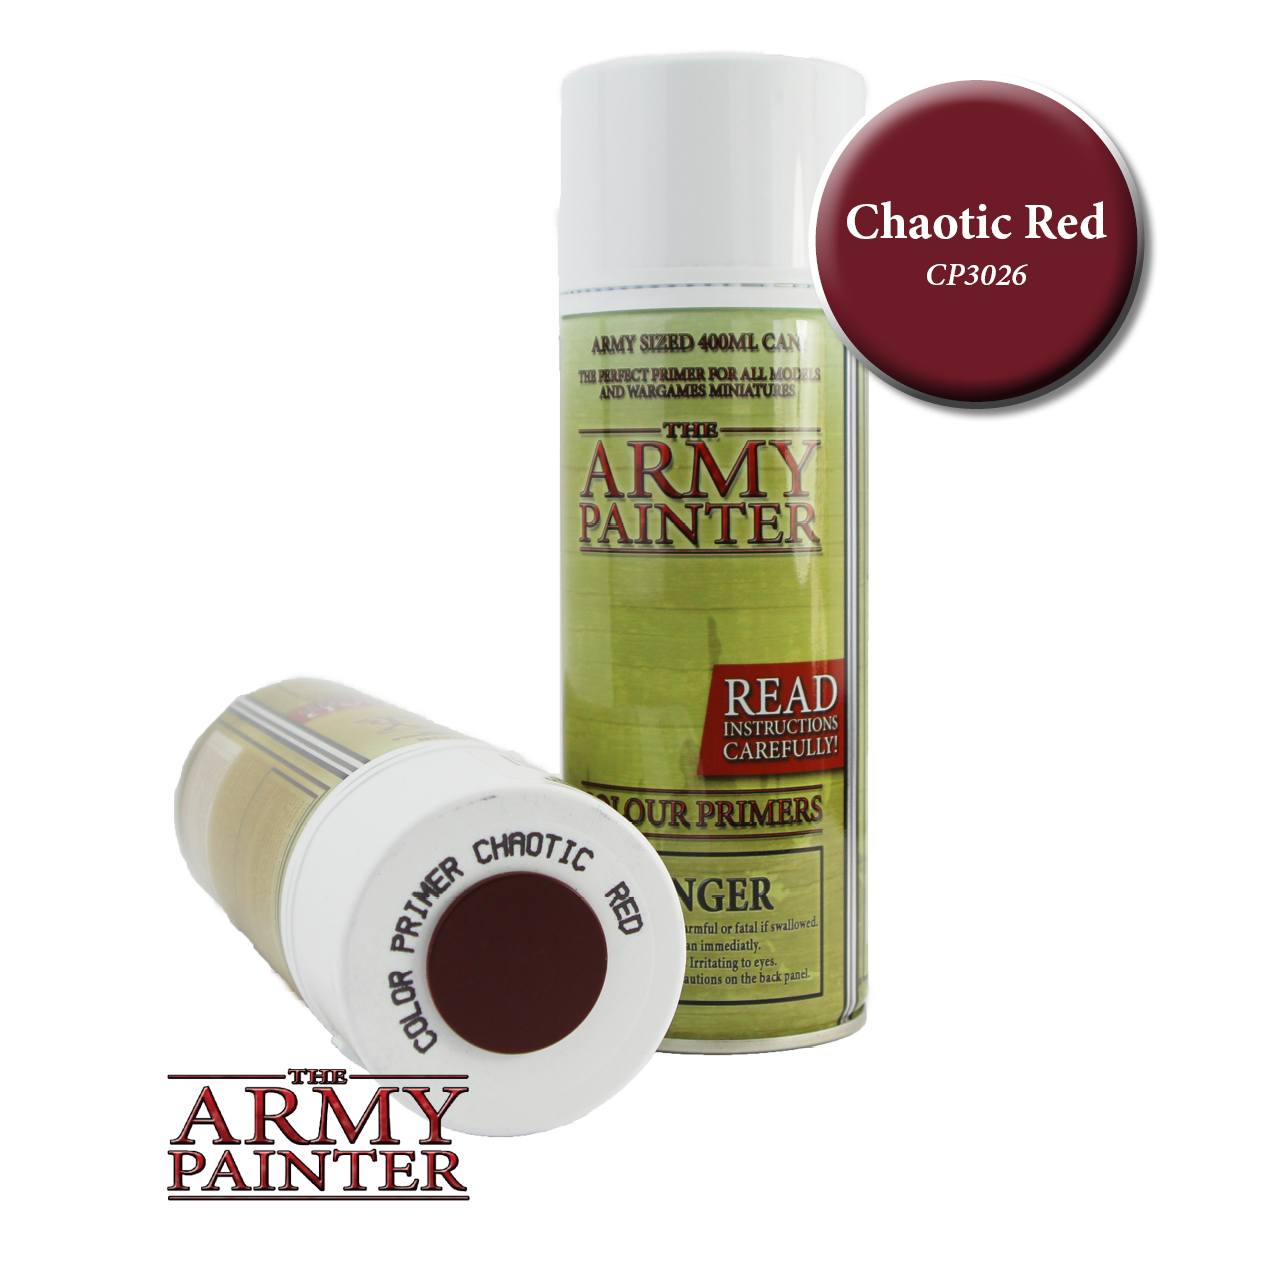 Chaotic Red
CP3026
ARMY SIZED 400ML CAN
THE PERFECT PRIMER FOR ALL MODELS
AND WARGAMES MINIATURES
THE
ARMY
PAINTER
READ
INSTRUCTIONS
CAREFULLY!
OLOUR PRIMERS
NGER
armful or fatal if swallowed.
an immediatly.
Irritating to eyes.
autions on the back panel.
COLOR PRIMER CHAOTIC RED
THE
ARMY
PAINTER